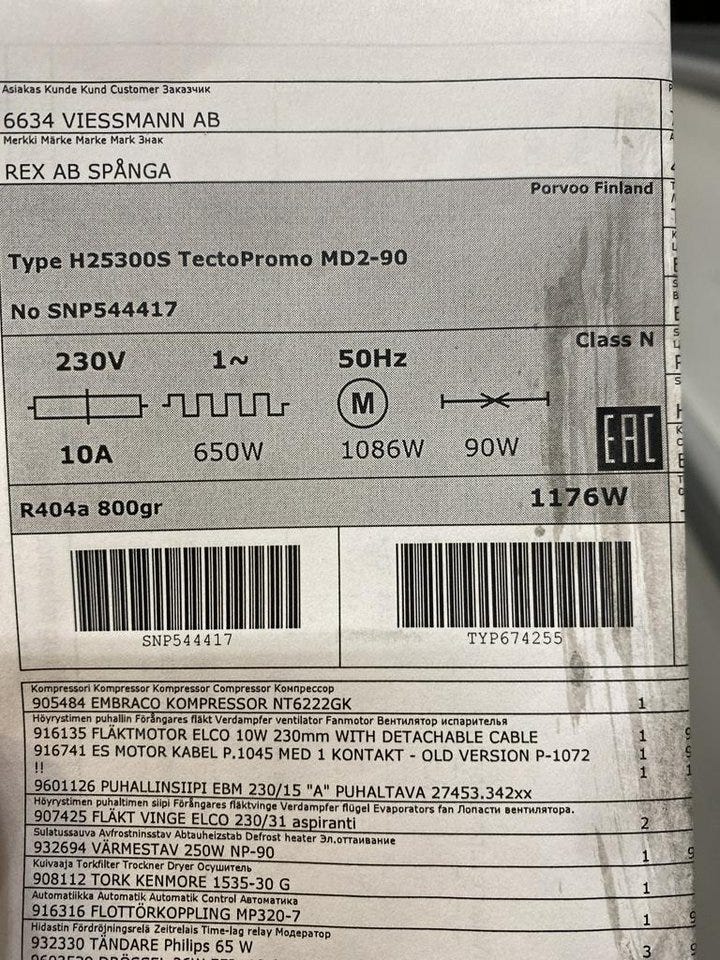 Asiakas Kunde Kund Customer Заказчик
6634 VIESSMANN AB
Merkki Märke Marke Mark Знак
REX AB SPÅNGA
Porvoo Finland
Type H25300S TectoPromo MD2-90
No SNP544417
Class N
230V 1~ 50Hz
M
10A 650W 1086W 90W
EAC
R404a 800gr
1176W
SNP544417 TYP674255
Kompressori Kompressor Kompressor Compressor Компрессор
905484 EMBRACO KOMPRESSOR NT6222GK 1
Höyrystimen puhallin Förångares fläkt Verdampfer ventilator Fanmotor Вентилятор испарителья
916135 FLÄKTMOTOR ELCO 10W 230mm WITH DETACHABLE CABLE 1
916741 ES MOTOR KABEL P.1045 MED 1 KONTAKT - OLD VERSION P-1072 1
!! 1
9601126 PUHALLINSIIPI EBM 230/15 "A" PUHALTAVA 27453.342xx
Höyrystimen puhaltimen siipi Förångares fläktvinge Verdampfer flügel Evaporators fan Лопасти вентилятора.
907425 FLÄKT VINGE ELCO 230/31 aspiranti 2
Sulatussauva Avfrostninsstav Abtauheizstab Defrost heater Эл.оттаивание
932694 VÄRMESTAV 250W NP-90 1
Kuivaaja Torkfilter Trockner Dryer Осушитель
908112 TORK KENMORE 1535-30 G 1
Automatiikka Automatik Automatik Control Автоматика
916316 FLOTTÖRKOPPLING MP320-7 1
Hidastin Fördröjningsrelä Zeitrelais Time-lag relay Модератор
932330 TÄNDARE Philips 65 W 3